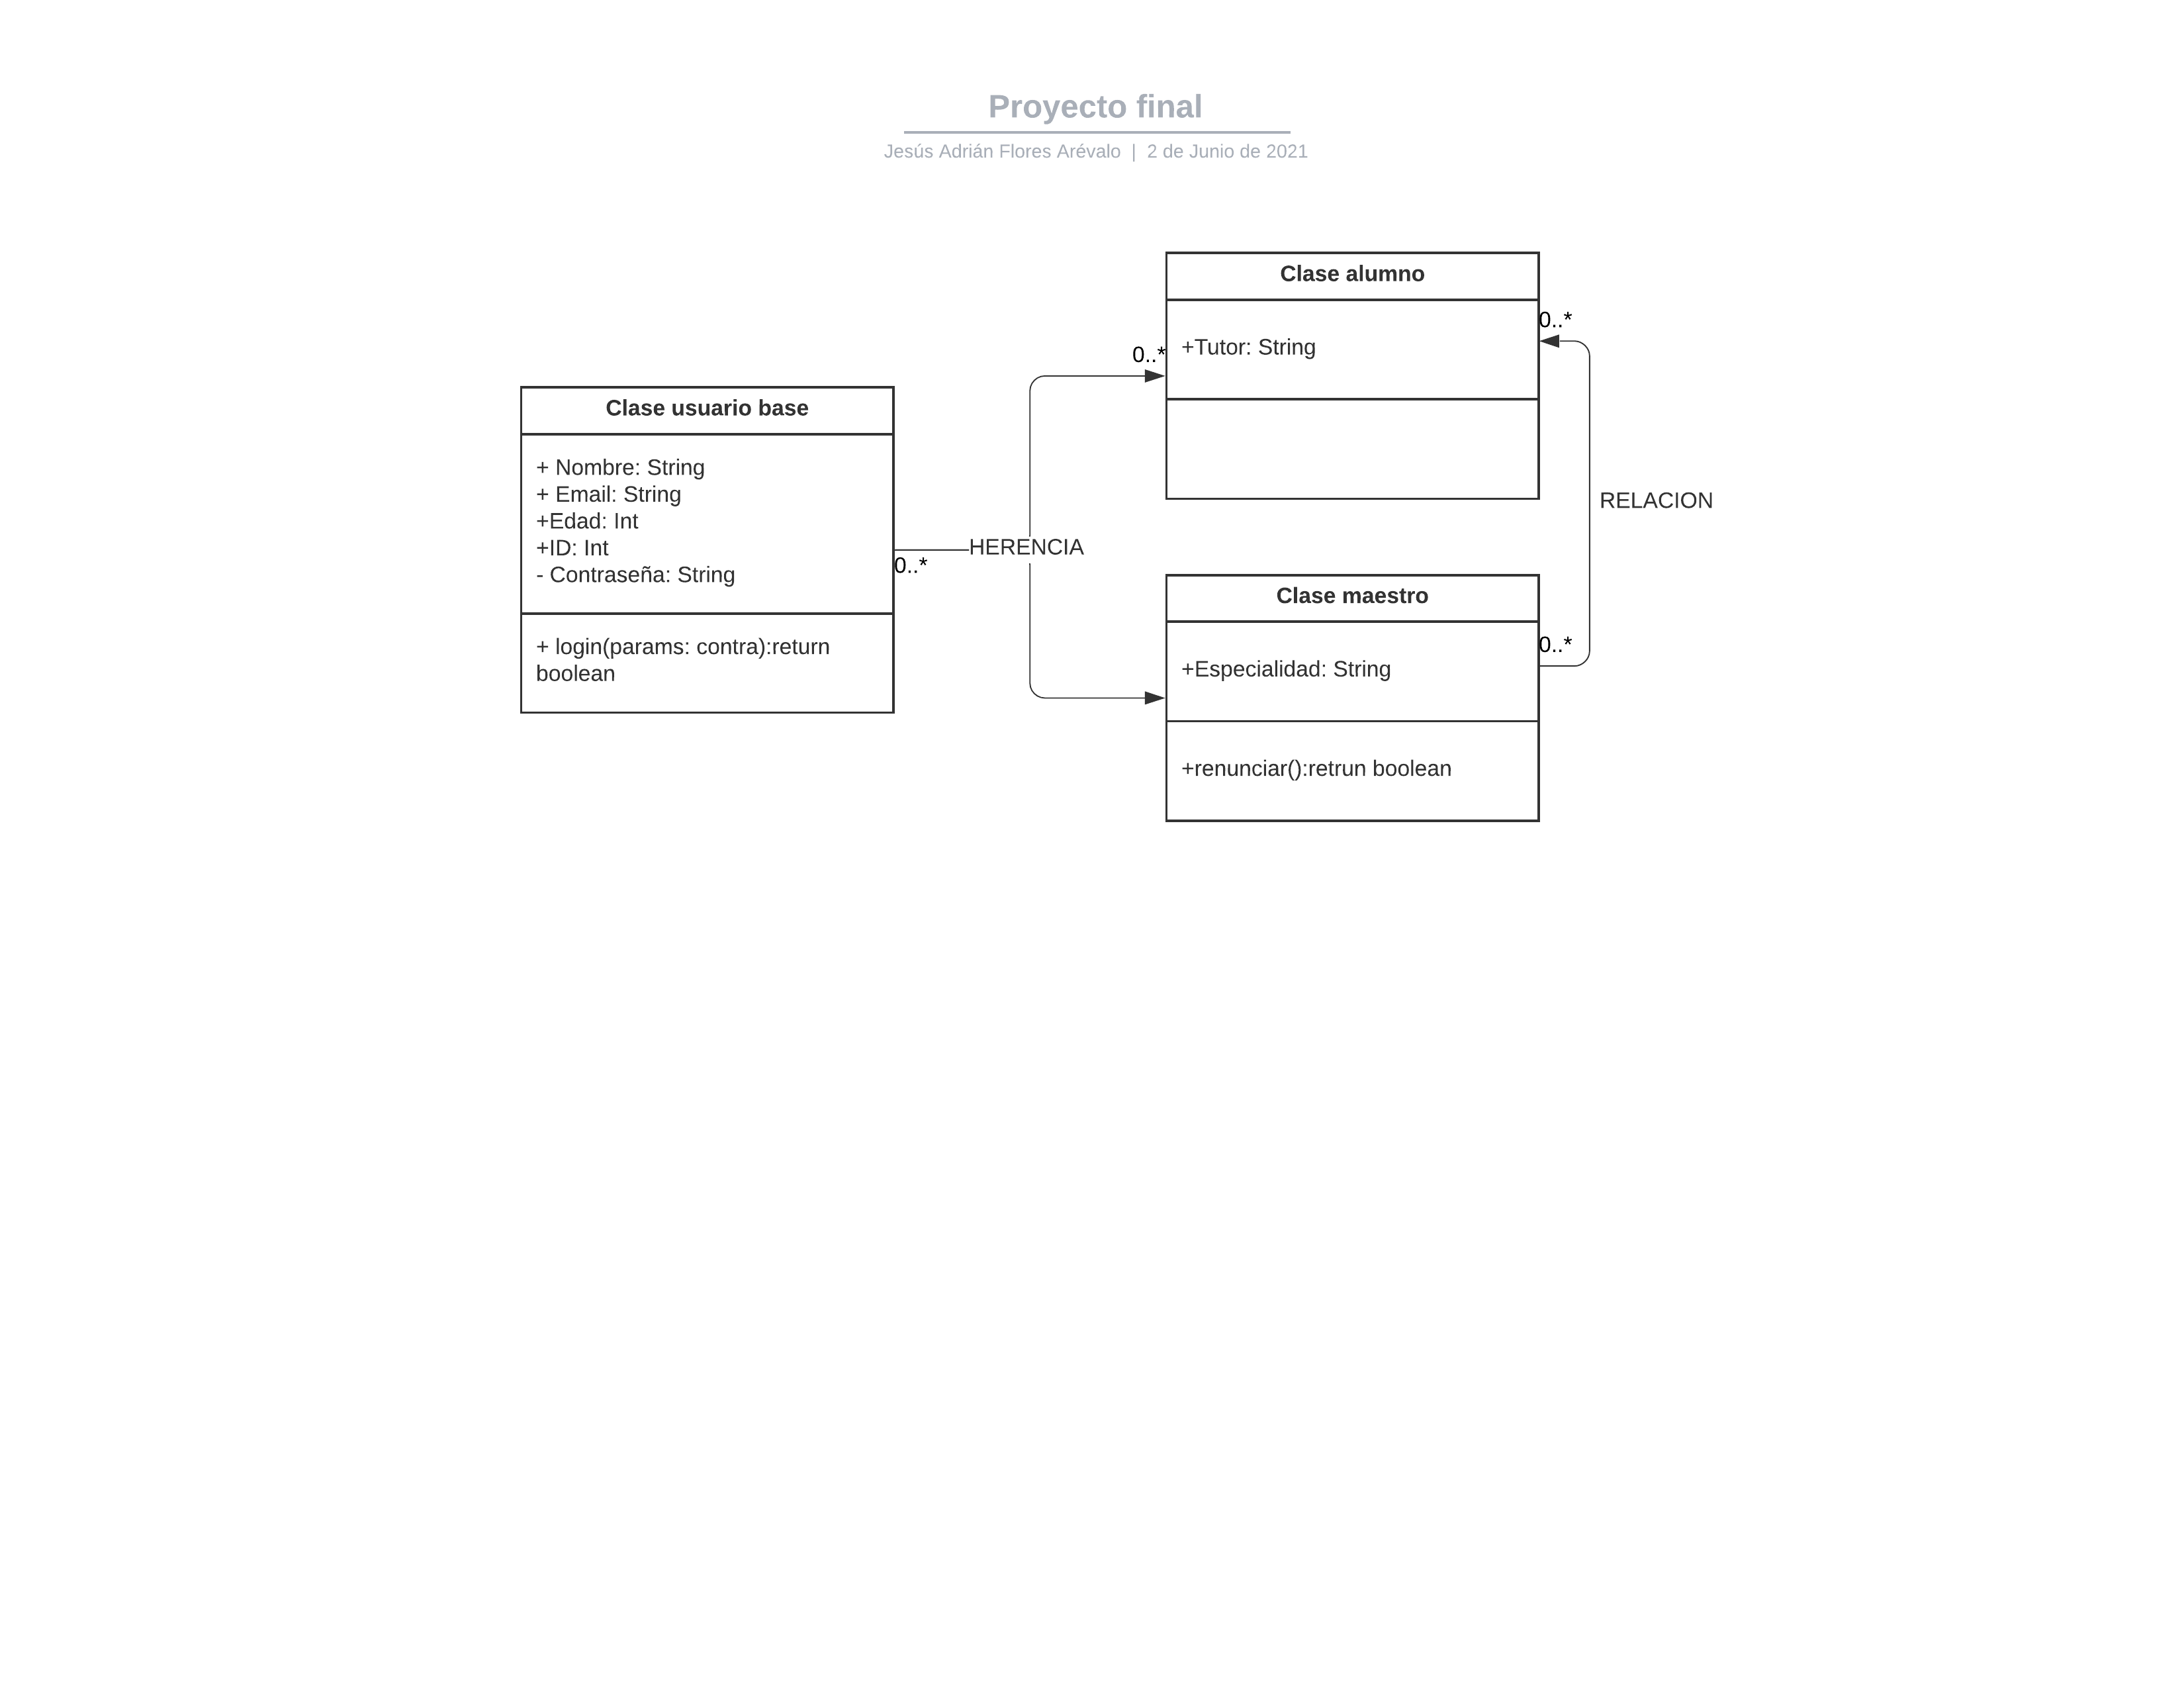 Proyecto final
Jesús Adrián Flores Arévalo | 2 de Junio de 2021
Clase usuario base
+ Nombre: String
+ Email: String
+Edad: Int
+ID: Int
- Contraseña: String
+ login(params: contra):return
boolean
0..*
HERENCIA
0..*
Clase alumno
+Tutor: String
0..*
RELACION
Clase maestro
+Especialidad: String
0..*
+renunciar():retrun boolean